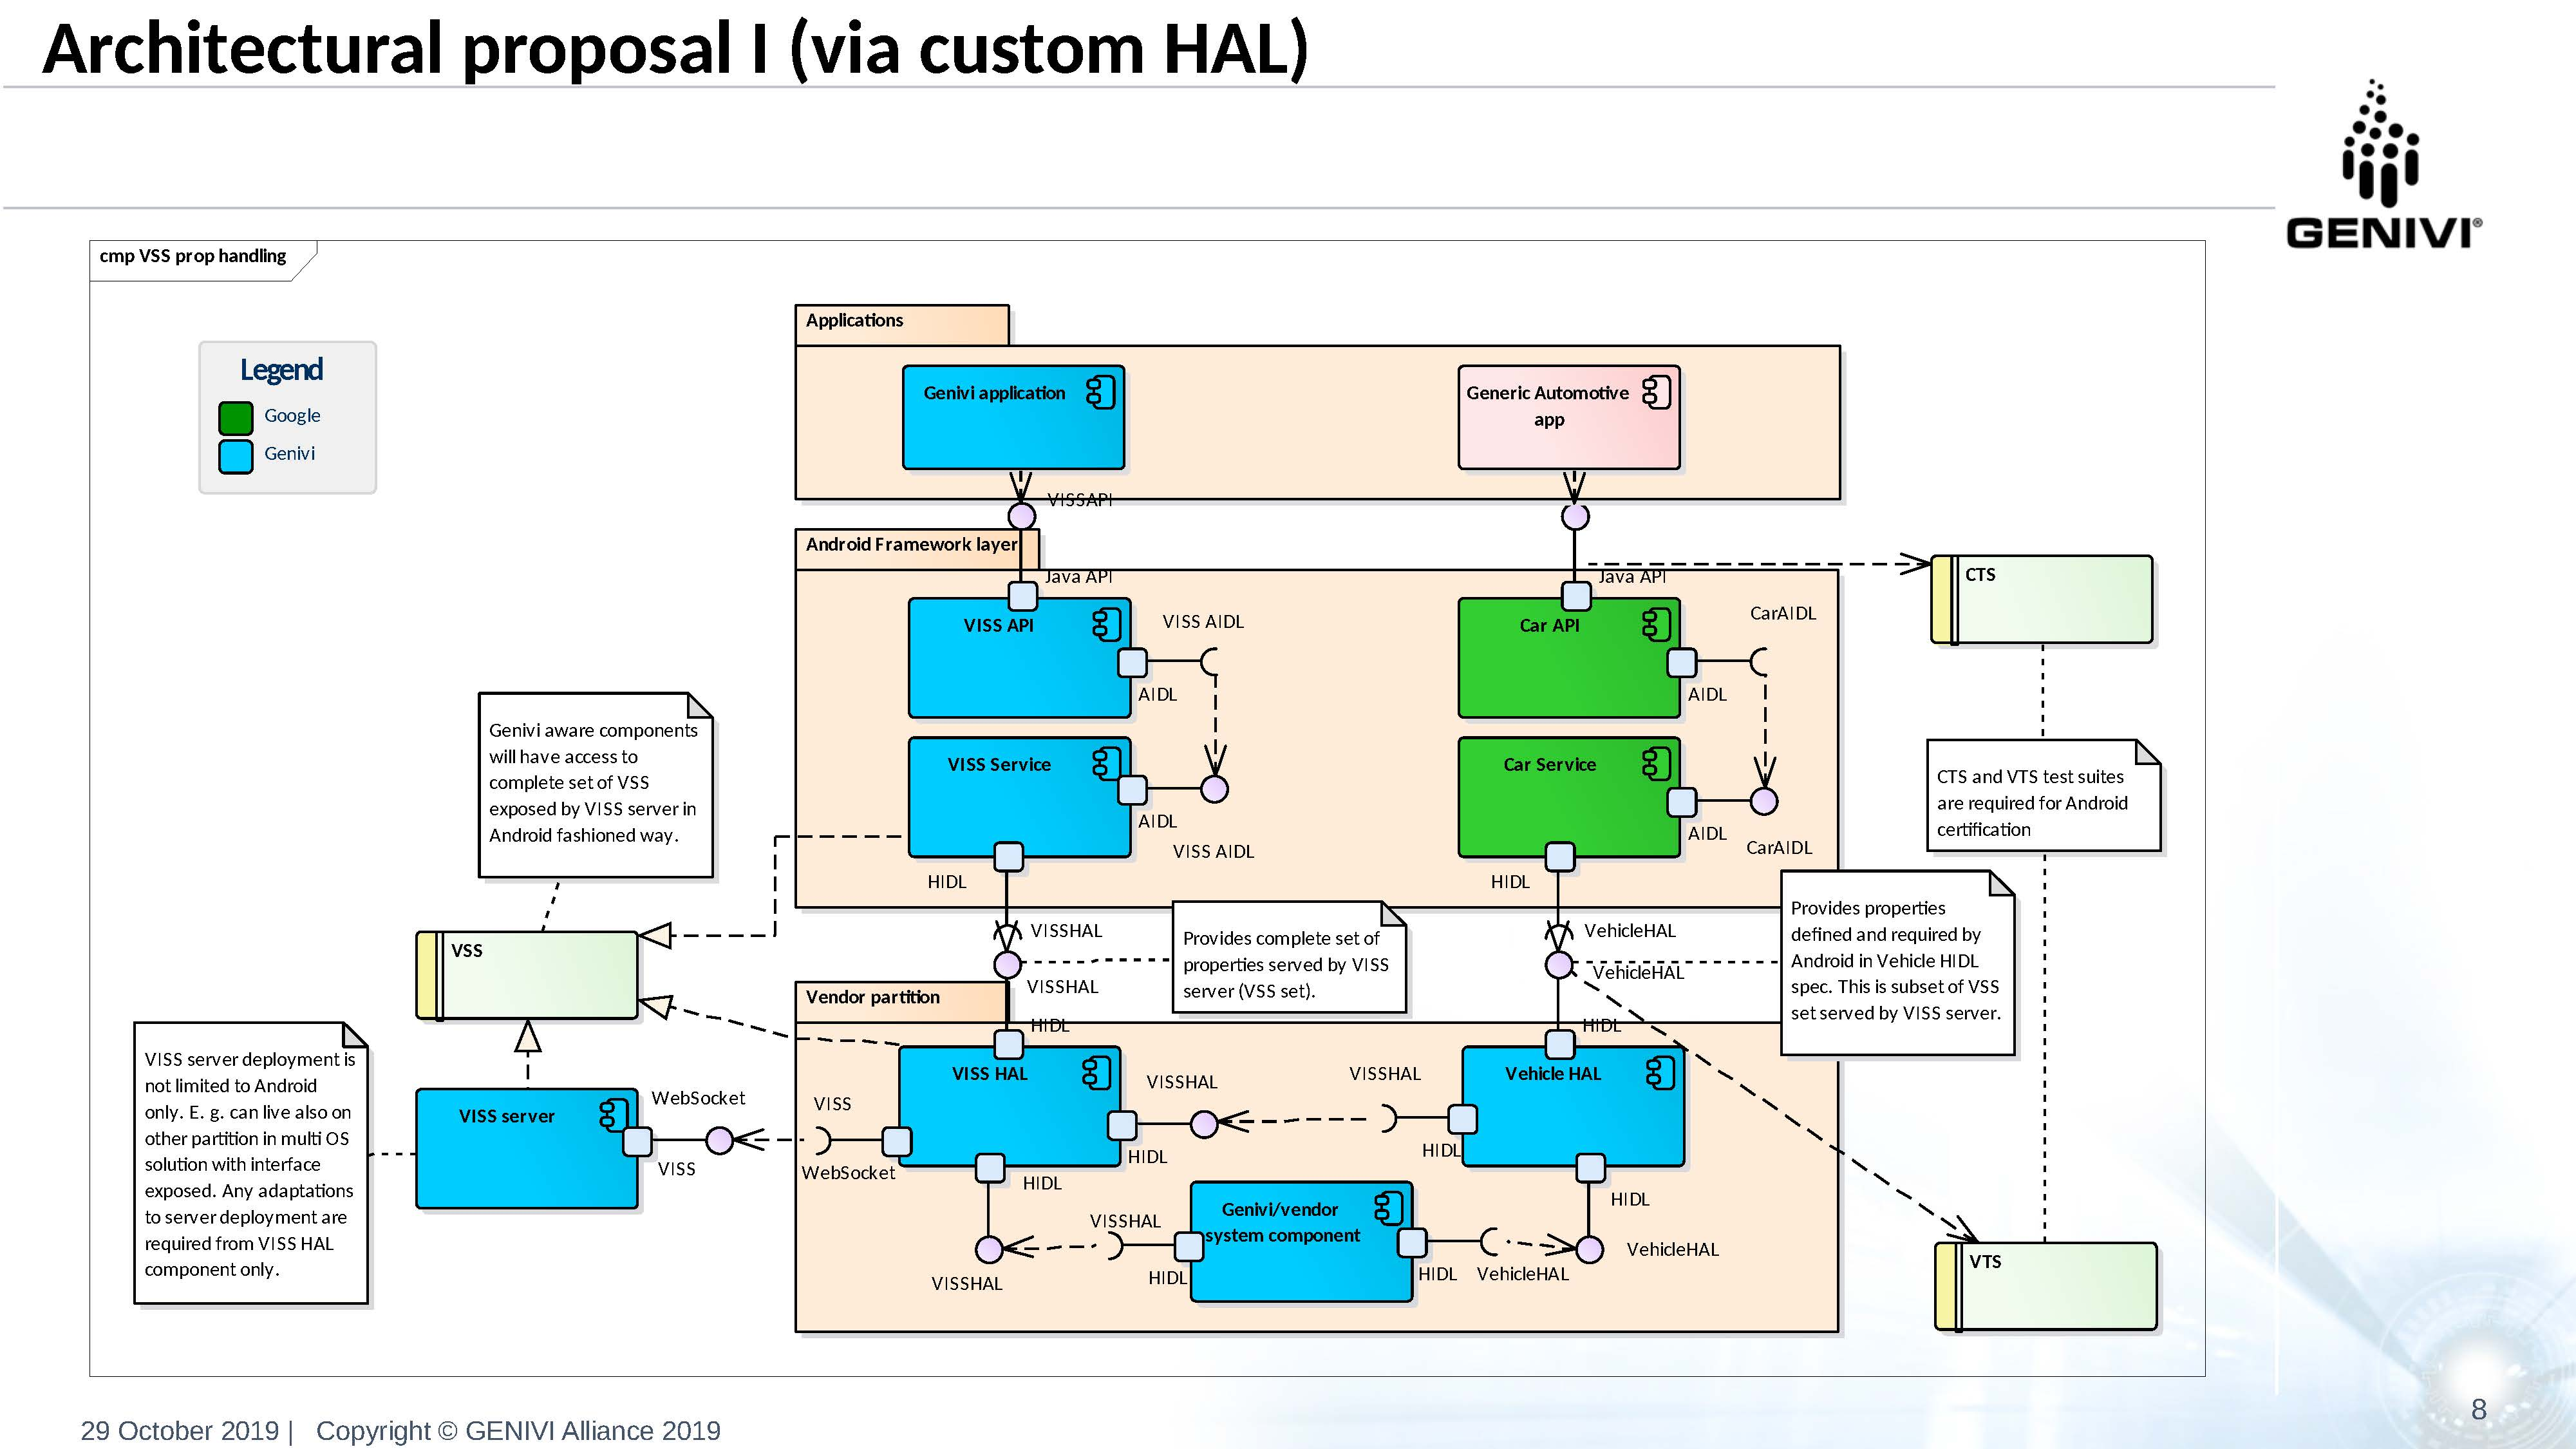 Architectural proposal I (via custom HAL)
GENIVI®
cmp VSS prop handling
Legend
Google
Genivi
Applications
Genivi application
Generic Automotive
app
VISSAPI
Android Framework layer
Java API
Java API
VISS API
VISS AIDL
AIDL
Car API
CarAIDL
AIDL
CTS
VISS Service
AIDL
VISS AIDL
HIDL
Car Service
AIDL
CarAIDL
HIDL
Genivi aware components
will have access to
complete set of VSS
exposed by VISS server in
Android fashioned way.
CTS and VTS test suites
are required for Android
certification
VISSHAL
VISSHAL
Provides complete set of
properties served by VISS
server (VSS set).
VehicleHAL
VehicleHAL
Provides properties
defined and required by
Android in Vehicle HIDL
spec. This is subset of VSS
set served by VISS server.
VSS
Vendor partition
HIDL
HIDL
VISS server deployment is
not limited to Android
only. E. g. can live also on
other partition in multi OS
solution with interface
exposed. Any adaptations
to server deployment are
required from VISS HAL
component only.
VISS server
WebSocket
VISS
VISS
WebSocket
VISS HAL
VISSHAL
HIDL
VISSHAL
HIDL
Vehicle HAL
HIDL
HIDL
VISSHAL
VISSHAL
HIDL
Genivi/vendor
system component
HIDL
VehicleHAL
VehicleHAL
VTS
29 October 2019 | Copyright © GENIVI Alliance 2019
8